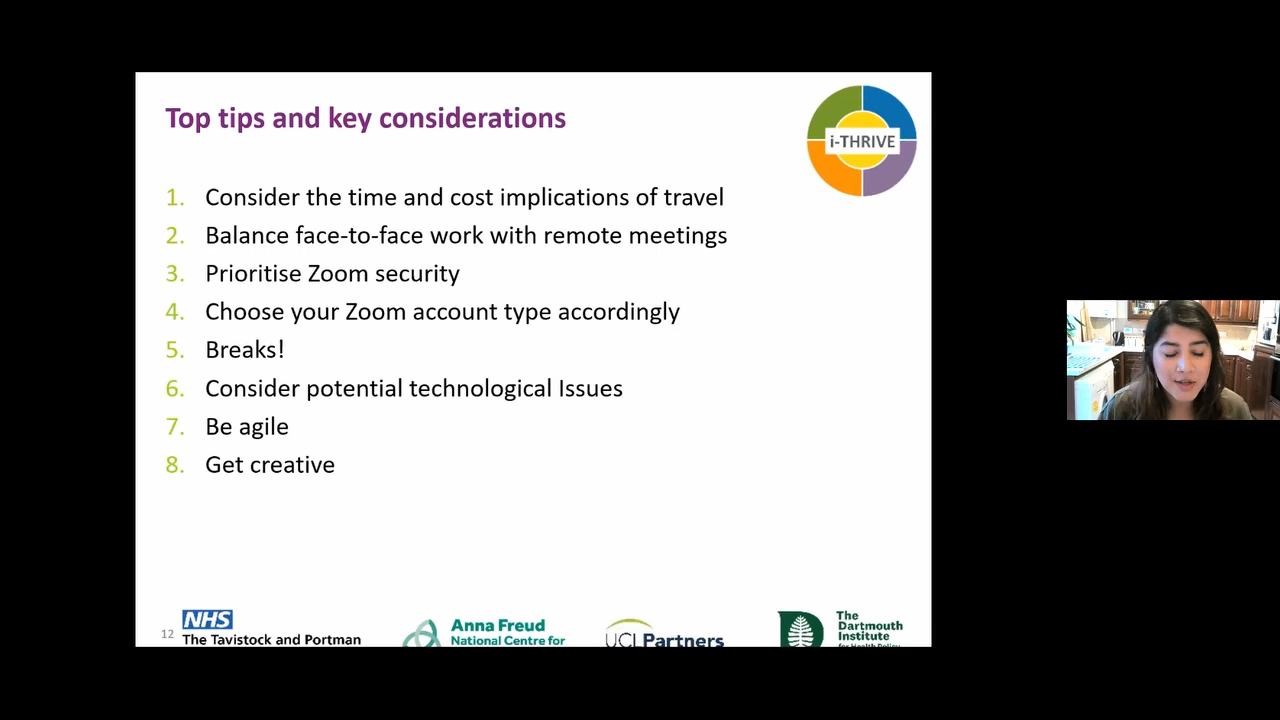 Top tips and key considerations
i-THRIVE
1. Consider the time and cost implications of travel
2. Balance face-to-face work with remote meetings
3. Prioritise Zoom security
4. Choose your Zoom account type accordingly
5. Breaks!
6. Consider potential technological Issues
7. Be agile
8. Get creative
12
NHS
The Tavistock and Portman
Anna Freud
National Centre for
UCLPartners
The
Dartmouth
Institute
for Health Policy